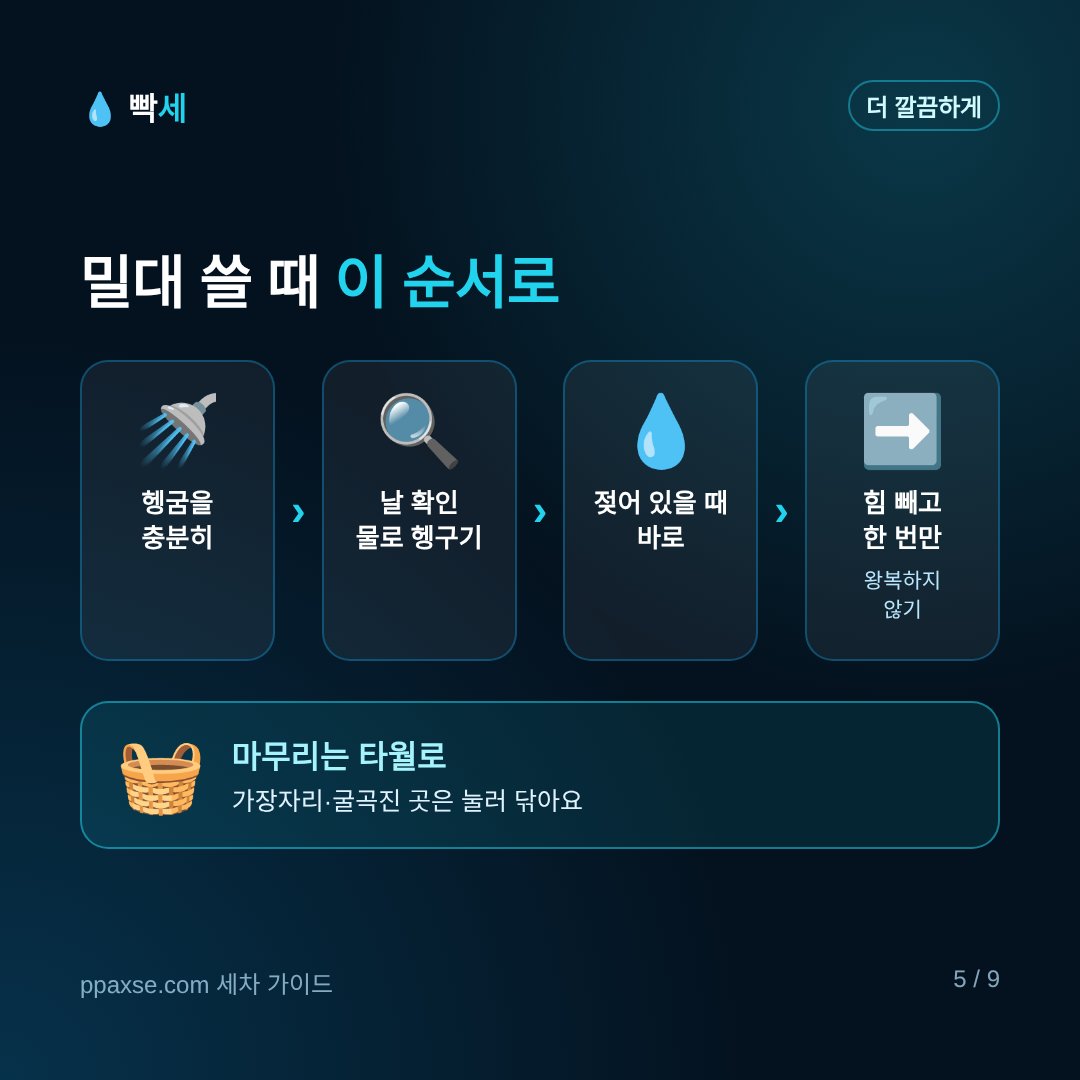 빡세
더 깔끔하게
밀대 쓸 때 이 순서로
헹굼을
충분히
›
날 확인
물로 헹구기
›
젖어 있을 때
바로
›
힘 빼고
한 번만
왕복하지
않기
마무리는 타월로
가장자리·굴곡진 곳은 눌러 닦아요
ppaxse.com 세차 가이드
5 / 9